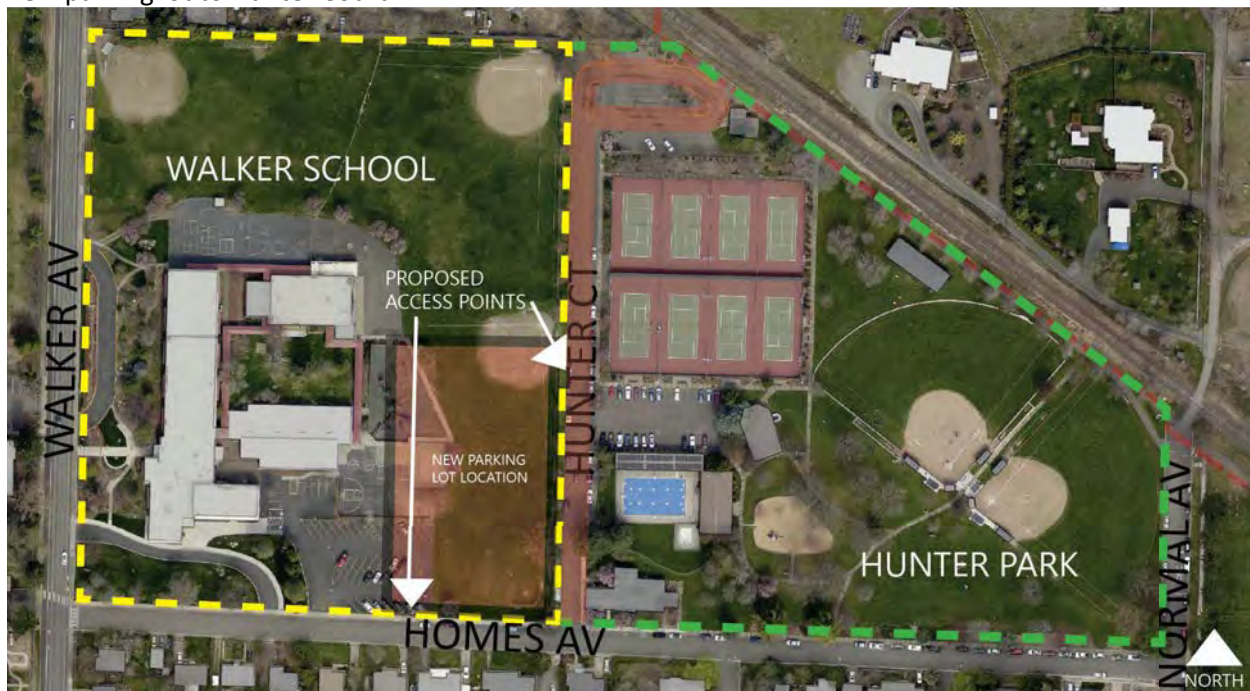 WALKER SCHOOL
PROPOSED
ACCESS POINTS
WALKER AV
HUNTER CT
NEW PARKING
LOT LOCATION
HUNTER PARK
HOMES AV
NORMAL AV
NORTH